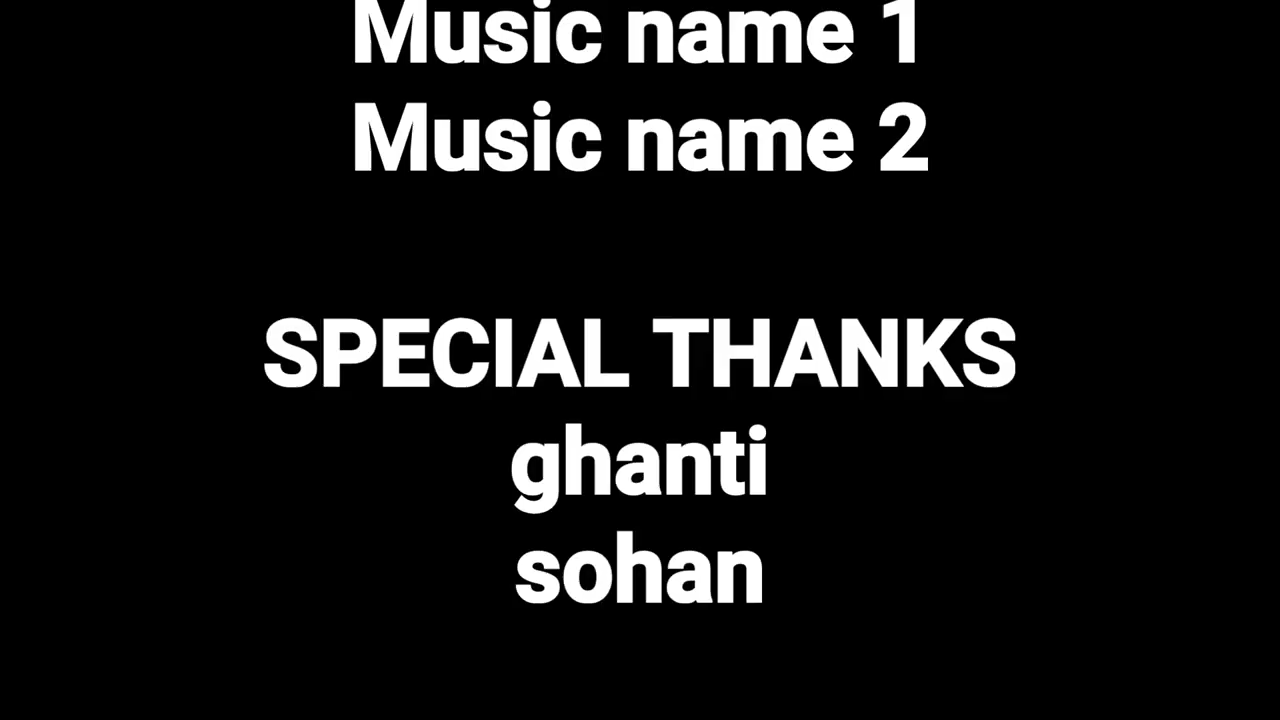 Music name 1
Music name 2
SPECIAL THANKS
ghanti
sohan